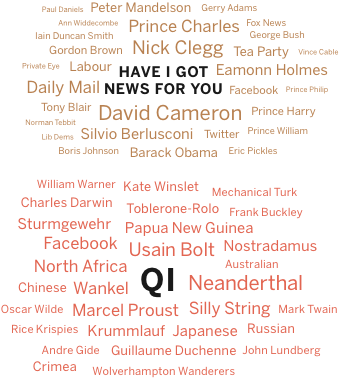 Paul Daniels Peter Mandelson Gerry Adams
Ann Widdecombe Prince Charles Fox News
Iain Duncan Smith George Bush
Gordon Brown Nick Clegg Tea Party Vince Cable
Private Eye Labour HAVE I GOT Eamonn Holmes
Daily Mail NEWS FOR YOU Facebook Prince Philip
Tony Blair David Cameron Prince Harry
Norman Tebbit
Lib Dems Silvio Berlusconi Twitter Prince William
Boris Johnson Barack Obama Eric Pickles
William Warner Kate Winslet Mechanical Turk
Charles Darwin Toblerone-Rolo Frank Buckley
Sturmgewehr Papua New Guinea
Facebook Usain Bolt Nostradamus
North Africa Australian
Chinese Wankel QI Neanderthal
Oscar Wilde Marcel Proust Silly String Mark Twain
Rice Krispies Krummlauf Japanese Russian
Andre Gide Guillaume Duchenne John Lundberg
Crimea Wolverhampton Wanderers